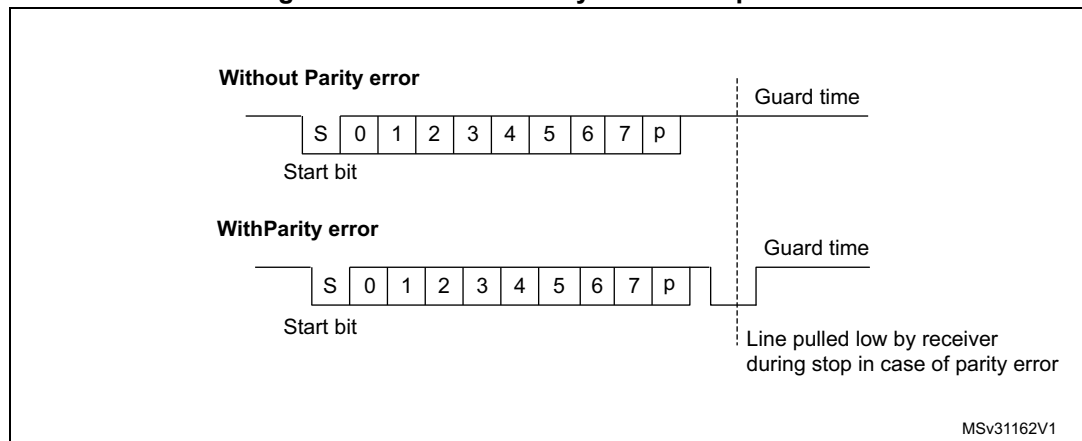 Without Parity error
Guard time
S 0 1 2 3 4 5 6 7 p
Start bit
WithParity error
Guard time
S 0 1 2 3 4 5 6 7 p
Start bit
Line pulled low by receiver
during stop in case of parity error
MSv31162V1